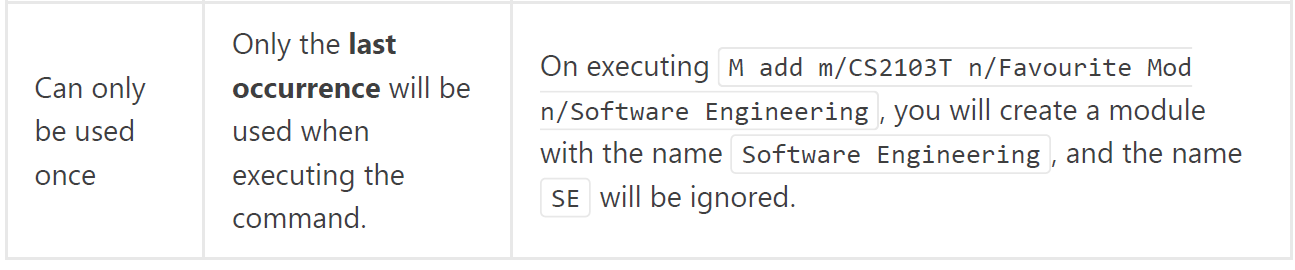 Can only
be used
once
Only the last
occurrence will be
used when
executing the
command.
On executing M add m/CS2103T n/Favourite Mod
n/Software Engineering, you will create a module
with the name Software Engineering, and the name
SE will be ignored.